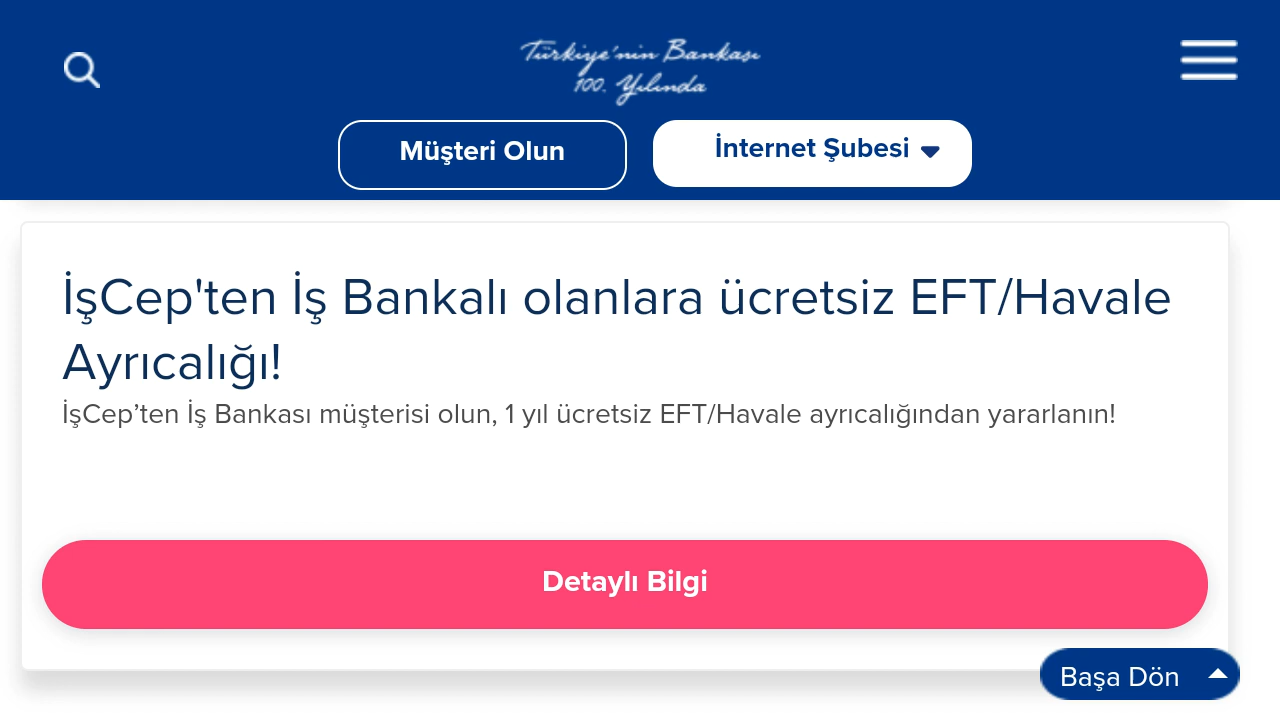 Türkiye'nin Bankası
100. Yılında
Müşteri Olun
İnternet Şubesi
İşCep'ten İş Bankalı olanlara ücretsiz EFT/Havale
Ayrıcalığı!
İşCep’ten İş Bankası müşterisi olun, 1 yıl ücretsiz EFT/Havale ayrıcalığından yararlanın!
Detaylı Bilgi
Başa Dön